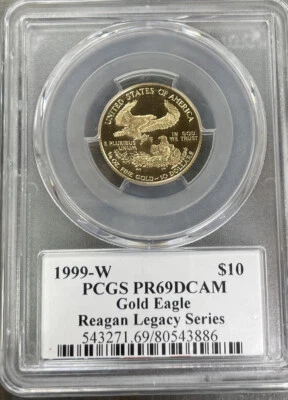 UNITED STATES OF AMERICA
E PLURIBUS UNUM
IN GOD WE TRUST
1/4 OZ. FINE GOLD~10 DOLLARS
1999-W $10
PCGS PR69DCAM
Gold Eagle
Reagan Legacy Series
543271.69/80543886